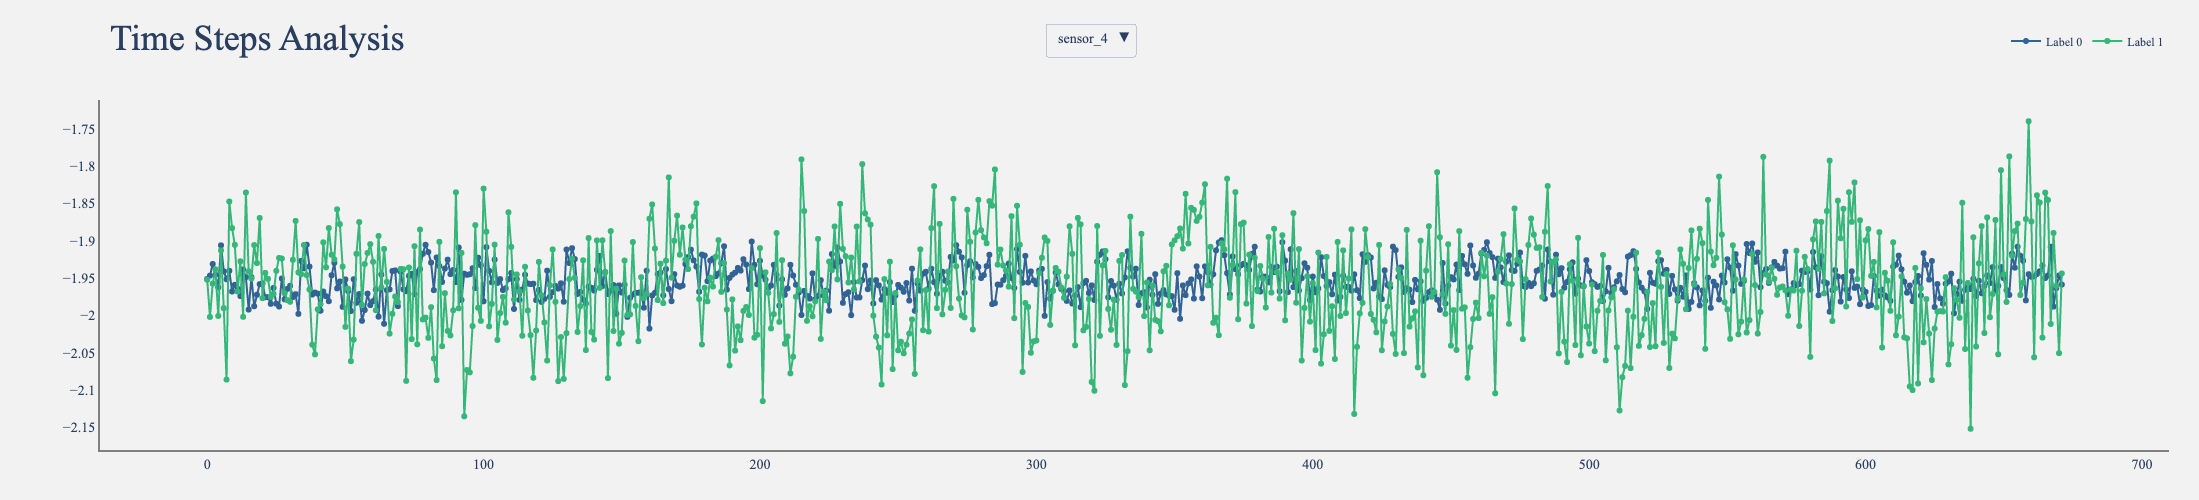 Time Steps Analysis
sensor_4 ▼
Label 0
Label 1
−1.75
−1.8
−1.85
−1.9
−1.95
−2
−2.05
−2.1
−2.15
0 100 200 300 400 500 600 700